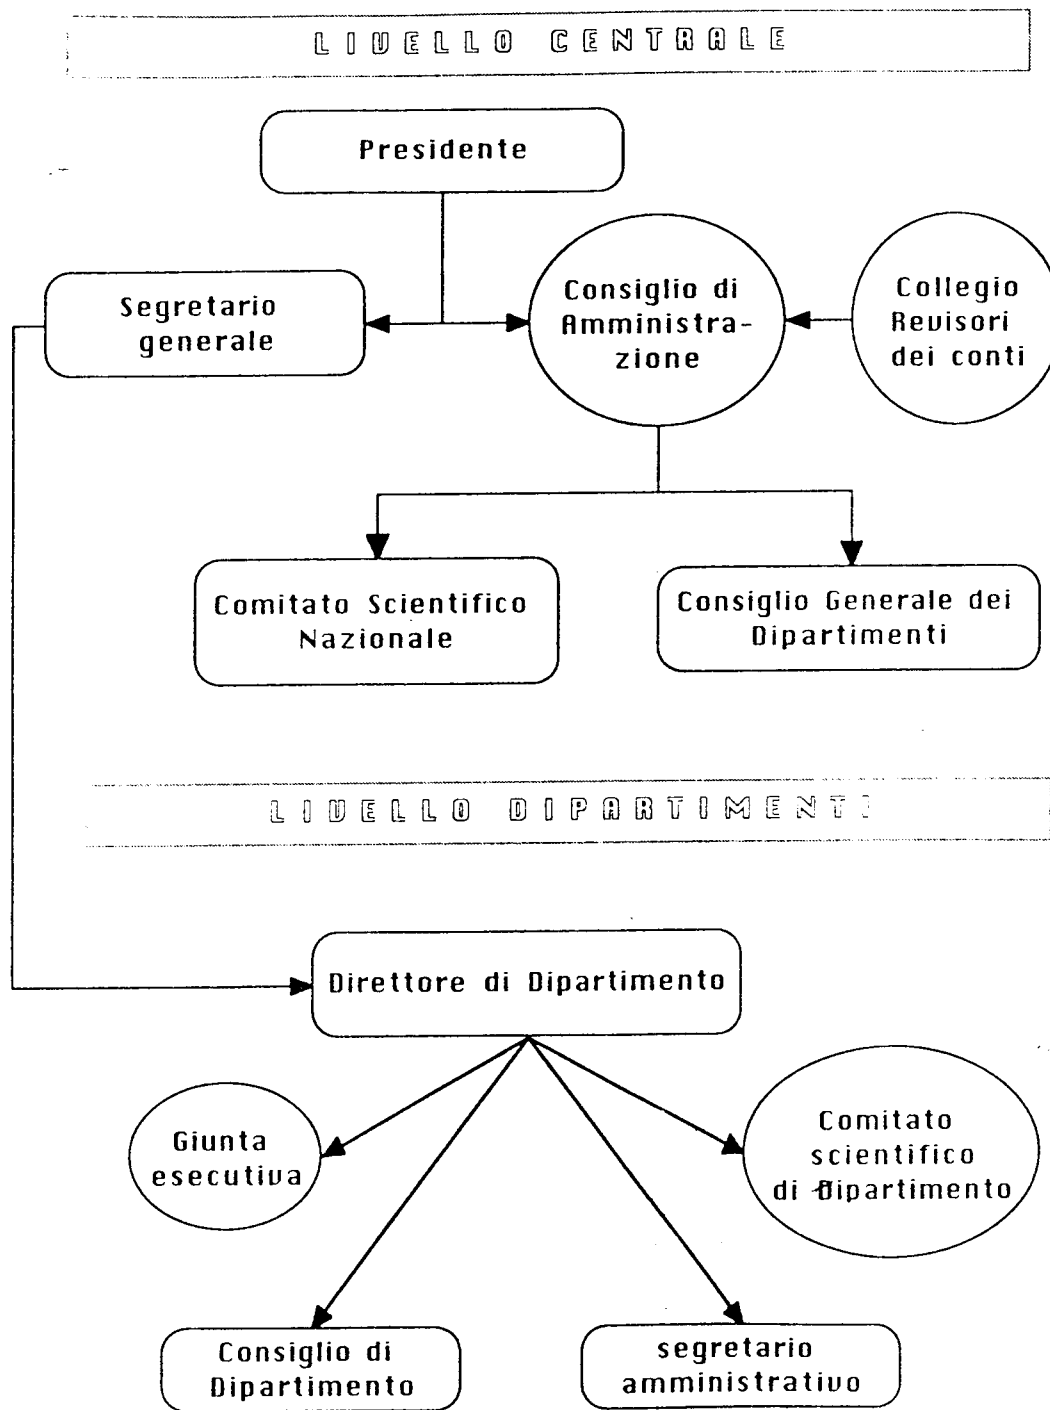 LIVELLO CENTRALE
Presidente
Segretario
generale
Consiglio di
Amministra-
zione
Collegio
Revisori
dei conti
Comitato Scientifico
Nazionale
Consiglio Generale dei
Dipartimenti
LIVELLO DIPARTIMENTI
Direttore di Dipartimento
Giunta
esecutiva
Comitato
scientifico
di Dipartimento
Consiglio di
Dipartimento
segretario
amministrativo